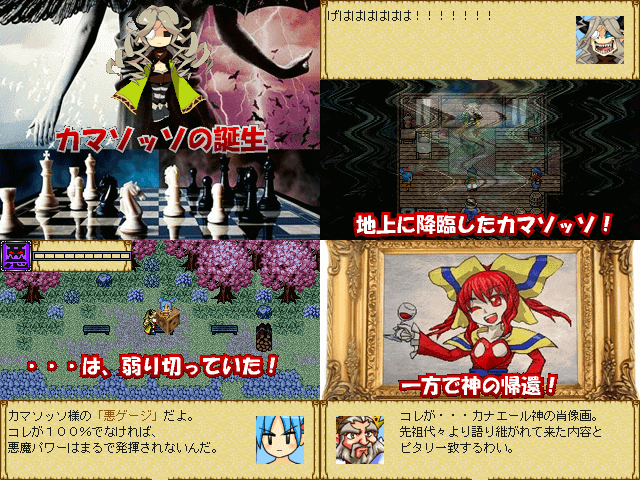 カマソッソの誕生
げははははははは！！！！！！！
地上に降臨したカマソッソ！
悪
・・・は、弱り切っていた！
カマソッソ様の「悪ゲージ」だよ。
コレが１００％でなければ、
悪魔パワーはまるで発揮されないんだ。
一方で神の帰還！
コレが・・・カナエール神の肖像画。
先祖代々より語り継がれて来た内容と
ピタリ一致するわい。